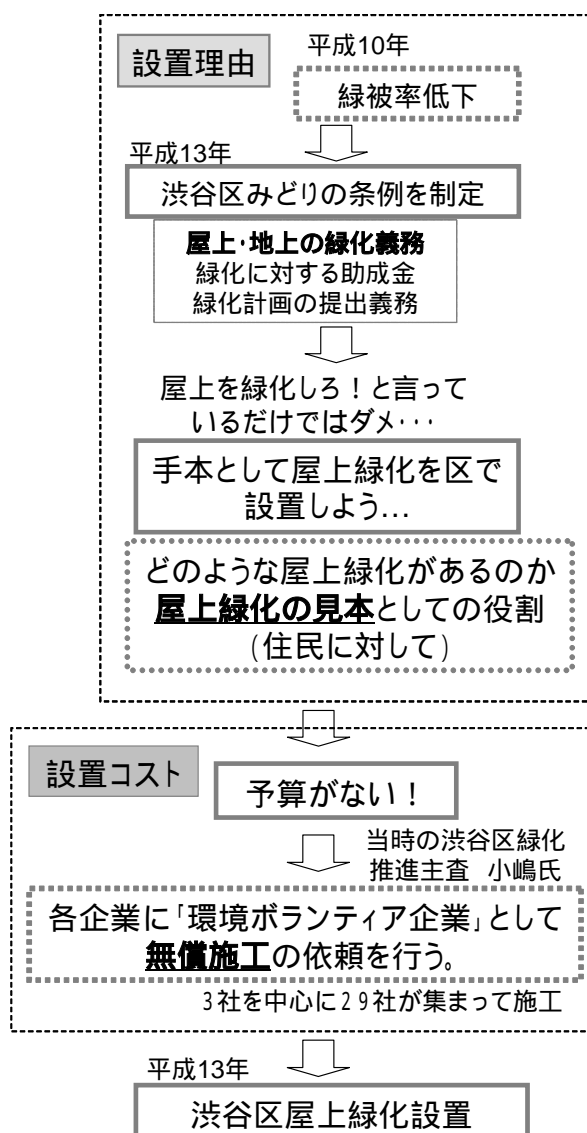 設置理由
平成10年
緑被率低下
平成13年
渋谷区みどりの条例を制定
屋上・地上の緑化義務
緑化に対する助成金
緑化計画の提出義務
屋上を緑化しろ！と言って
いるだけではダメ･･･
手本として屋上緑化を区で
設置しよう…
どのような屋上緑化があるのか
屋上緑化の見本としての役割
(住民に対して)
設置コスト
予算がない！
当時の渋谷区緑化
推進主査 小嶋氏
各企業に「環境ボランティア企業」として
無償施工の依頼を行う。
3社を中心に29社が集まって施工
平成13年
渋谷区屋上緑化設置